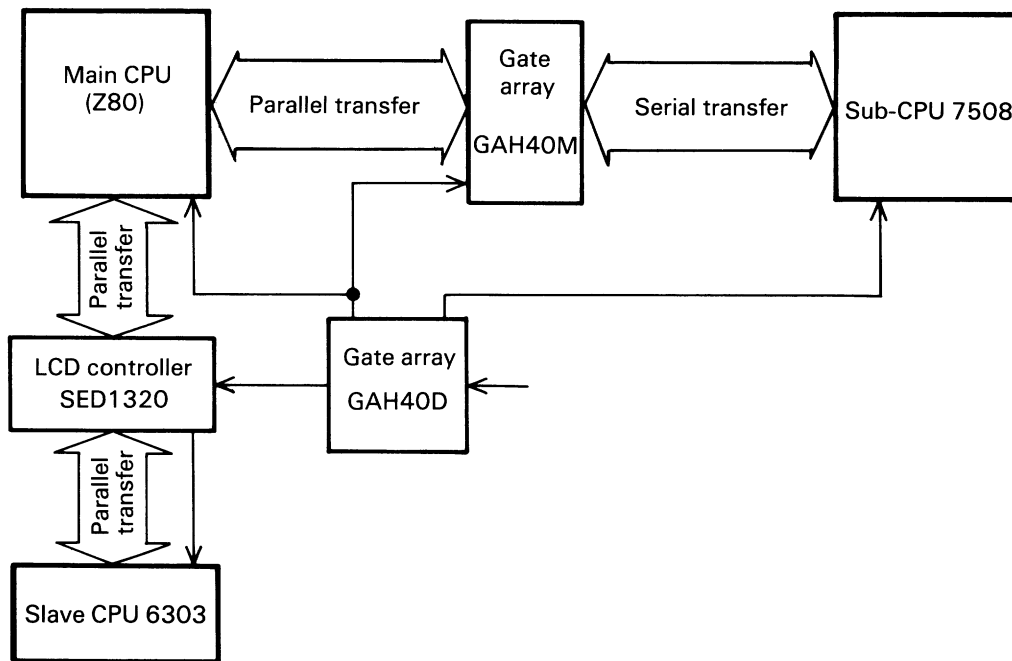 Main CPU
(Z80)
Parallel transfer
Gate
array
GAH40M
Serial transfer
Sub-CPU 7508
Parallel
transfer
LCD controller
SED1320
Gate array
GAH40D
Parallel
transfer
Slave CPU 6303